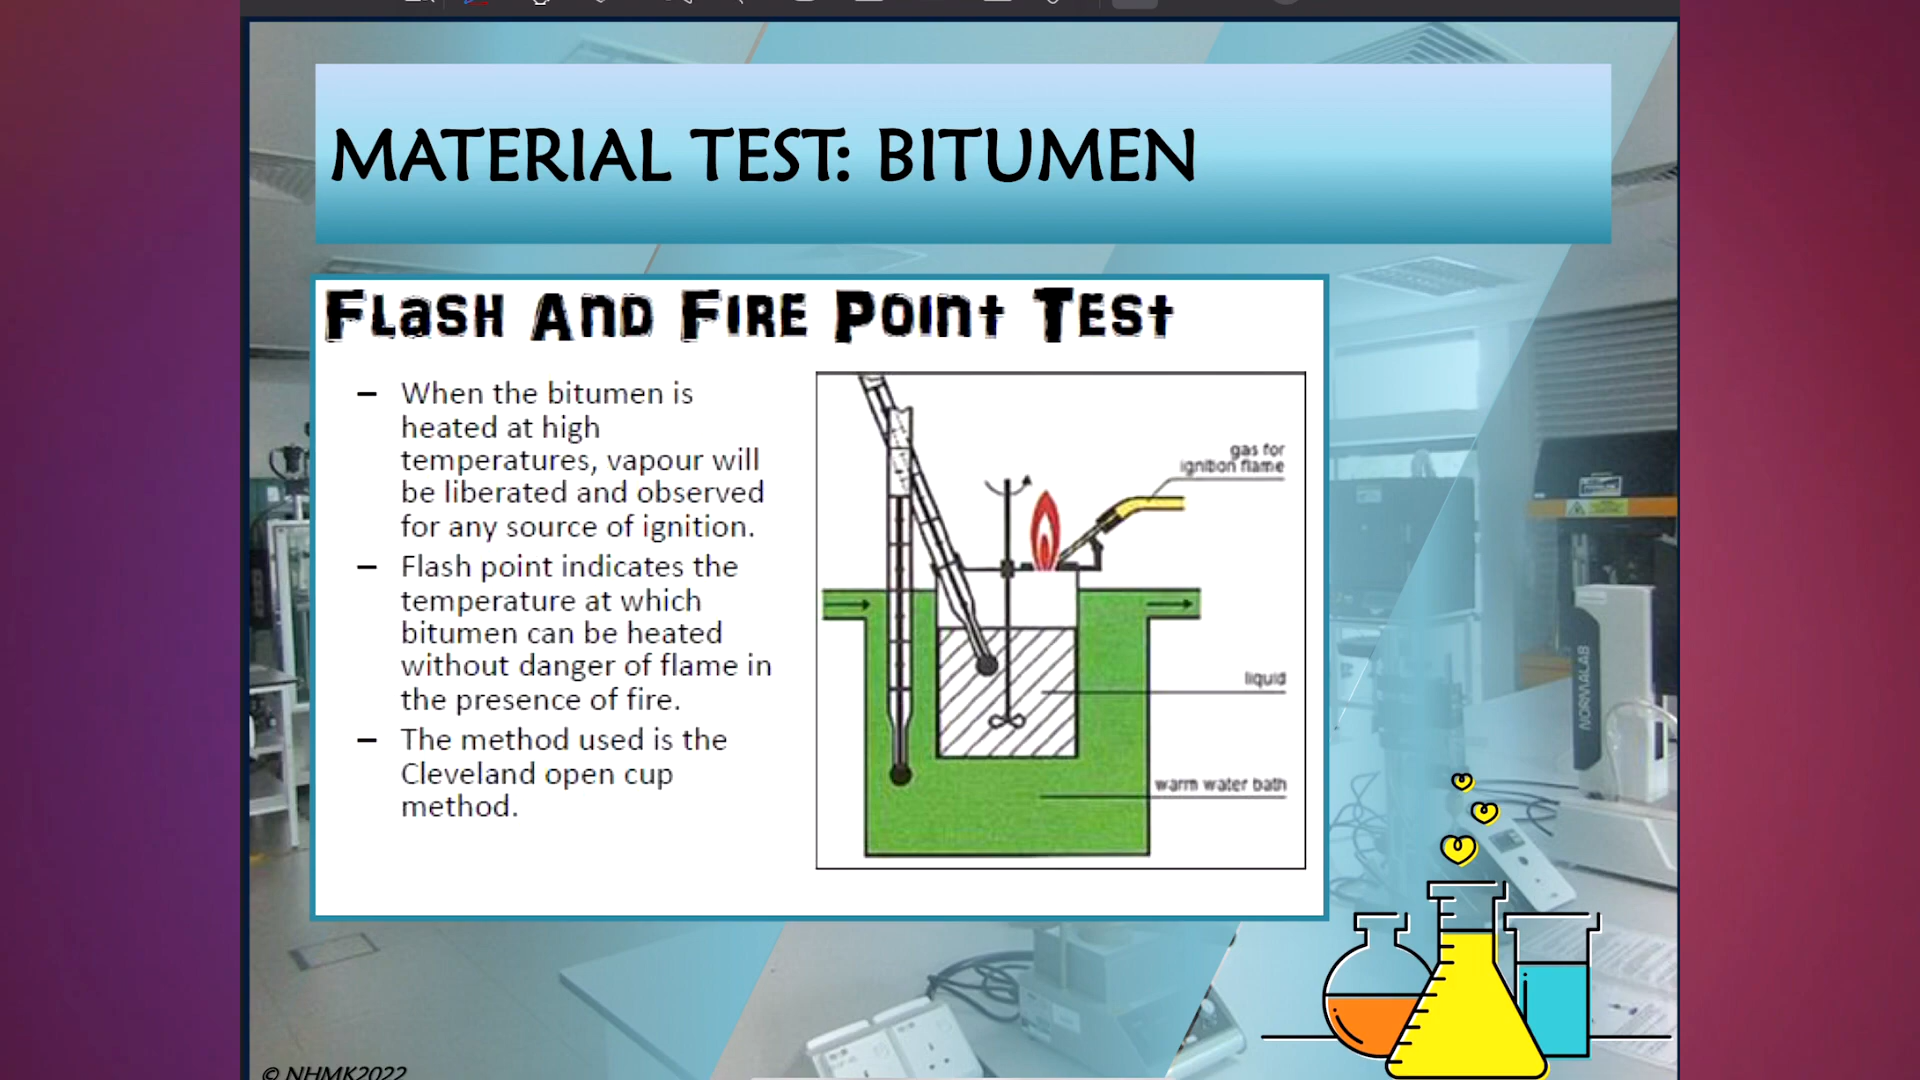 MATERIAL TEST: BITUMEN
FLASH AND FIRE POINT TEST
– When the bitumen is
heated at high
temperatures, vapour will
be liberated and observed
for any source of ignition.
– Flash point indicates the
temperature at which
bitumen can be heated
without danger of flame in
the presence of fire.
– The method used is the
Cleveland open cup
method.
gas for
ignition flame
liquid
warm water bath
NORMALAB
© NHMK2022